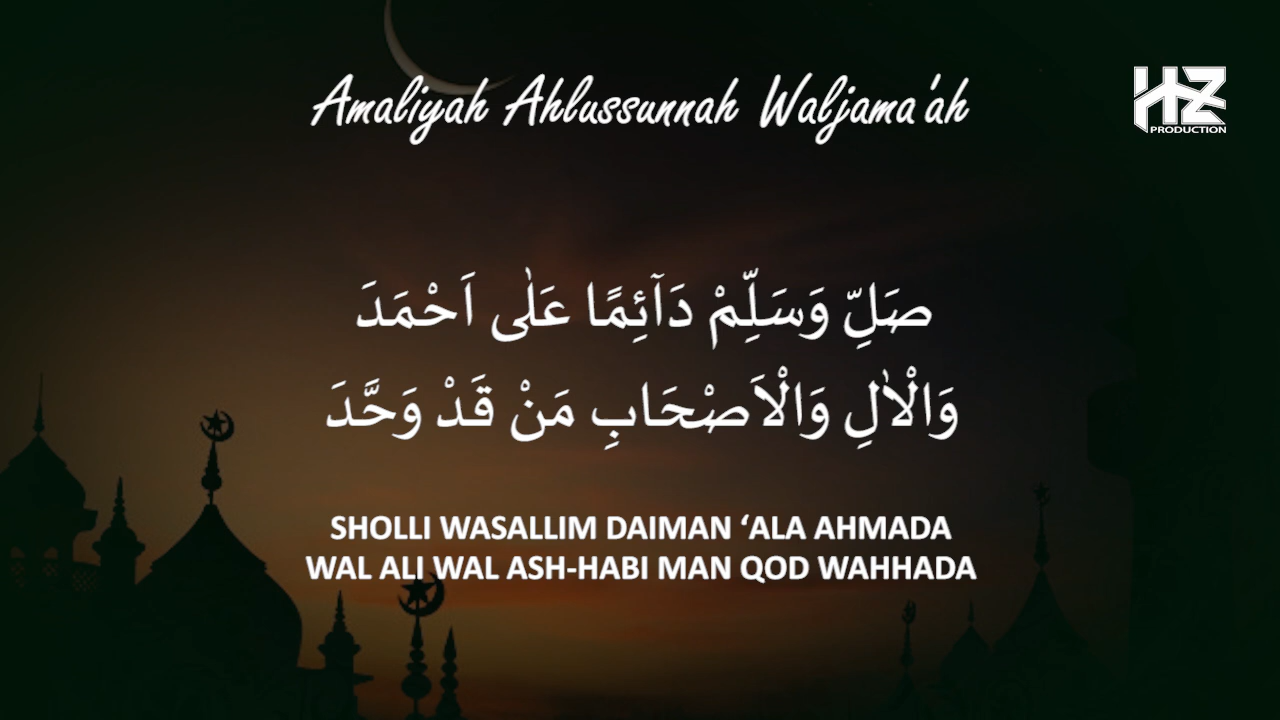 Amaliyah Ahlussunnah Waljama'ah
HZ
PRODUCTION
صَلِّ وَسَلِّمْ دَآئِمًا عَلٰى اَحْمَدَ
وَالْاٰلِ وَالْاَصْحَابِ مَنْ قَدْ وَحَّدَ
SHOLLI WASALLIM DAIMAN ‘ALA AHMADA
WAL ALI WAL ASH-HABI MAN QOD WAHHADA